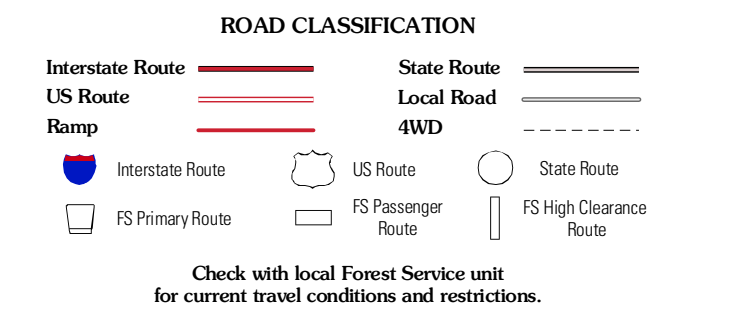 ROAD CLASSIFICATION
Interstate Route
State Route
US Route
Local Road
Ramp
4WD
Interstate Route
US Route
State Route
FS Primary Route
FS Passenger
Route
FS High Clearance
Route
Check with local Forest Service unit
for current travel conditions and restrictions.